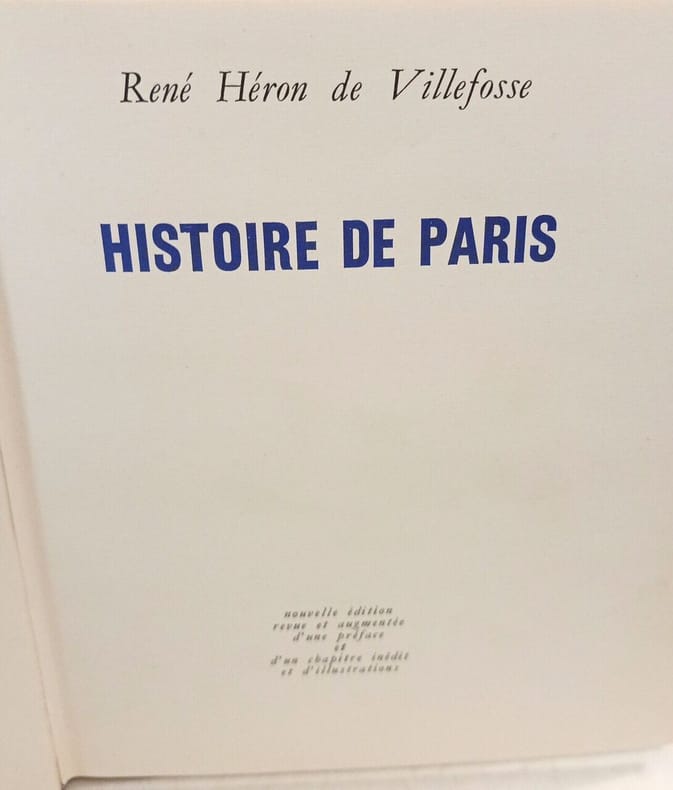 René Héron de Villefosse
HISTOIRE DE PARIS
nouvelle édition
revue et augmentée
d'une préface
et
d'un chapitre inédit
et d'illustrations